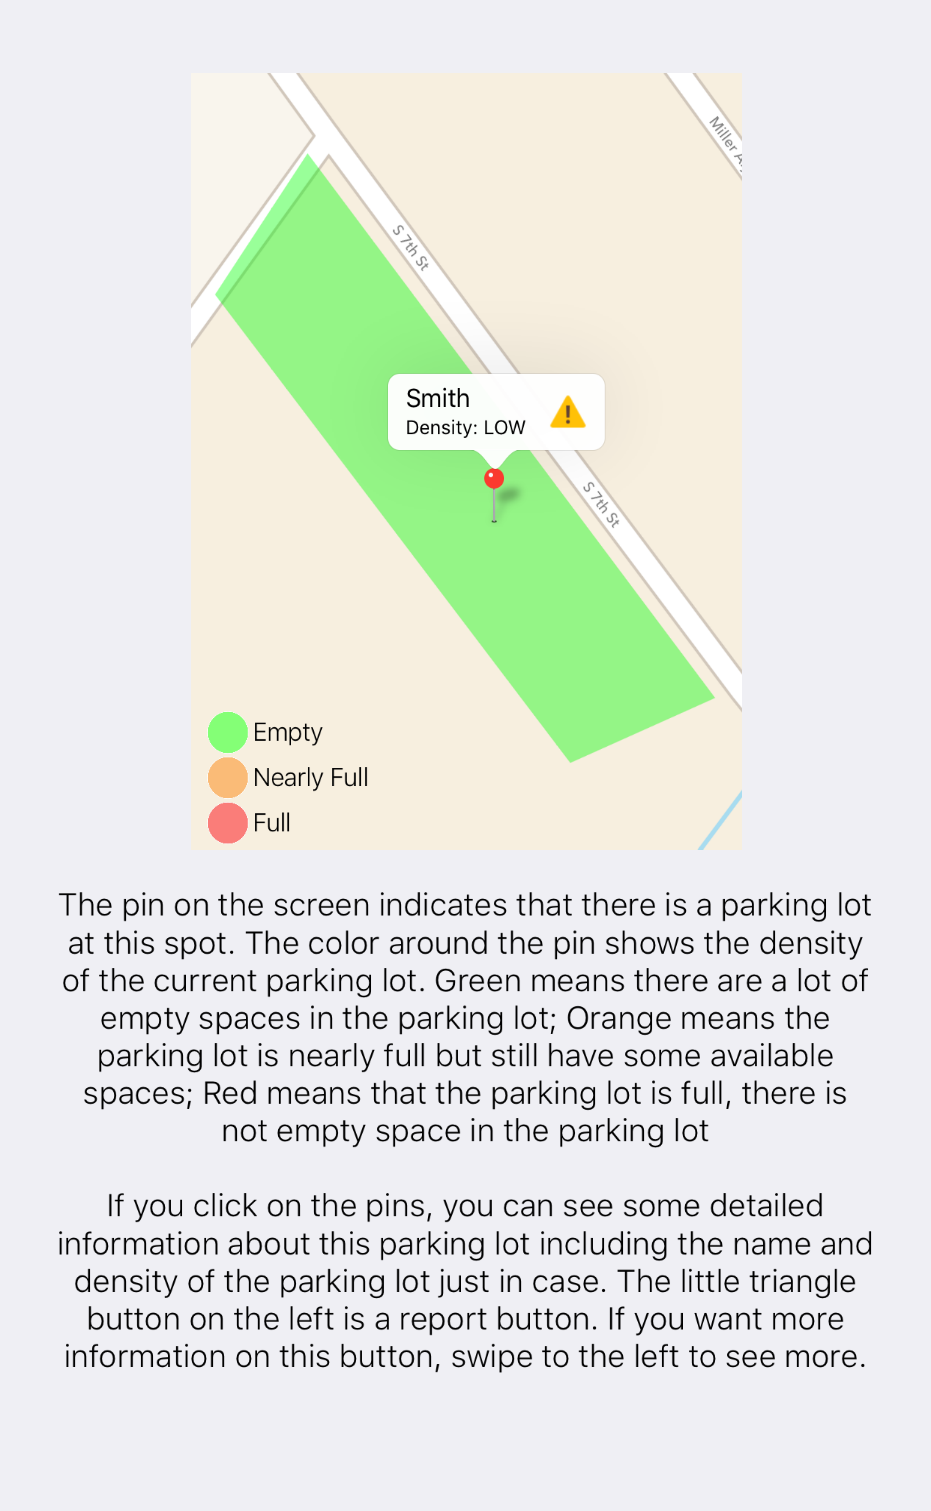 Miller A
S 7th St
Smith
Density: LOW
S 7th St
Empty
Nearly Full
Full
The pin on the screen indicates that there is a parking lot
at this spot. The color around the pin shows the density
of the current parking lot. Green means there are a lot of
empty spaces in the parking lot; Orange means the
parking lot is nearly full but still have some available
spaces; Red means that the parking lot is full, there is
not empty space in the parking lot
If you click on the pins, you can see some detailed
information about this parking lot including the name and
density of the parking lot just in case. The little triangle
button on the left is a report button. If you want more
information on this button, swipe to the left to see more.